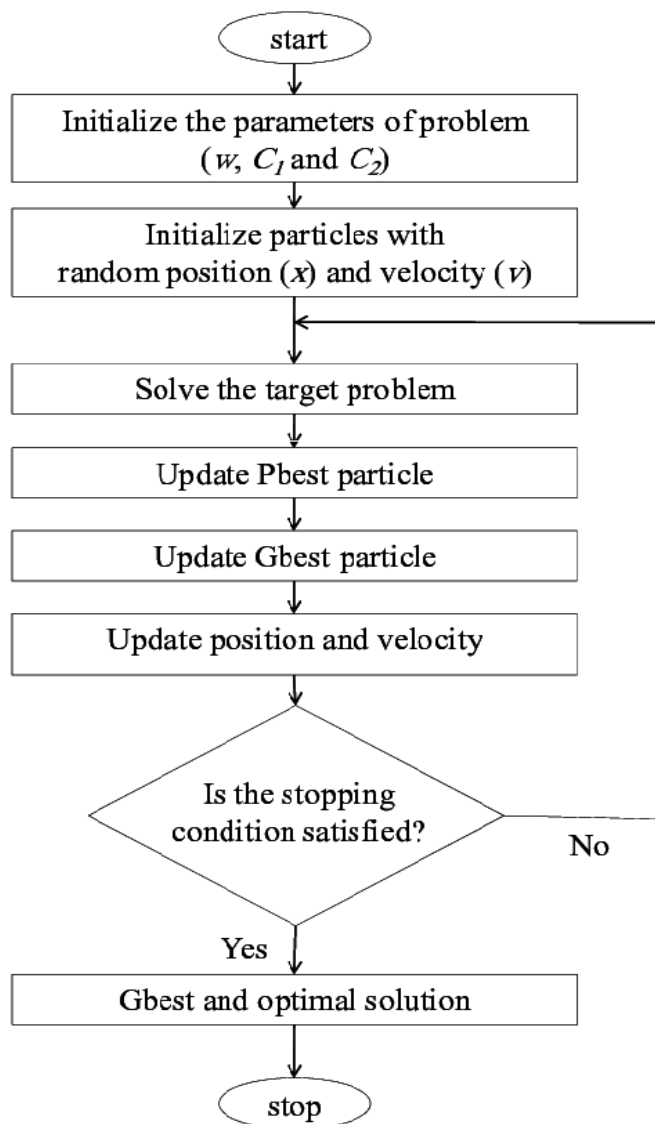 start
Initialize the parameters of problem
(w, C₁ and C₂)
Initialize particles with
random position (x) and velocity (v)
Solve the target problem
Update Pbest particle
Update Gbest particle
Update position and velocity
Is the stopping
condition satisfied?
No
Yes
Gbest and optimal solution
stop